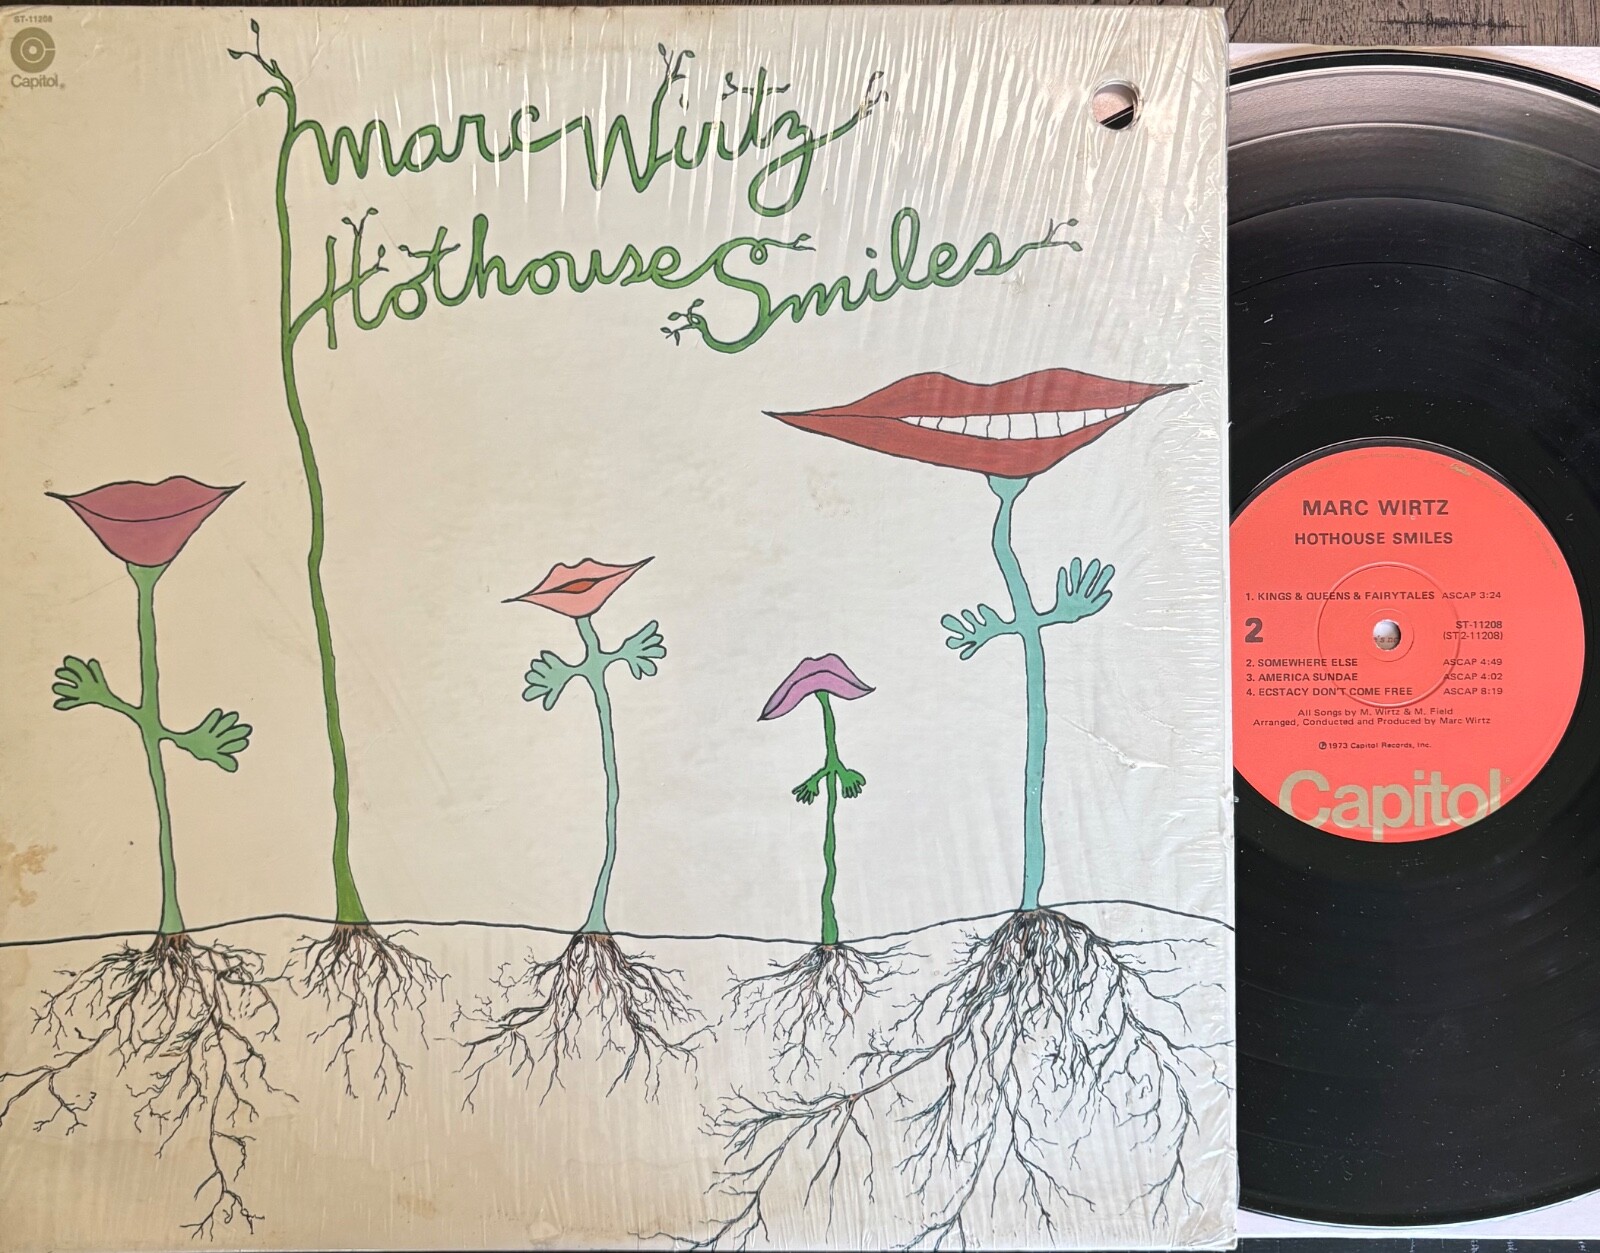 ST-11208
Capitol®
Marc Wirtz
Hothouse Smiles
MARC WIRTZ
HOTHOUSE SMILES
1. KINGS & QUEENS & FAIRYTALES ASCAP 3:24
2 ST-11208
(ST2-11208)
2. SOMEWHERE ELSE ASCAP 4:49
3. AMERICA SUNDAE ASCAP 4:02
4. ECSTACY DON'T COME FREE ASCAP 8:19
All Songs by M. Wirtz & M. Field
Arranged, Conducted and Produced by Marc Wirtz
℗1973 Capitol Records, Inc.
Capitol